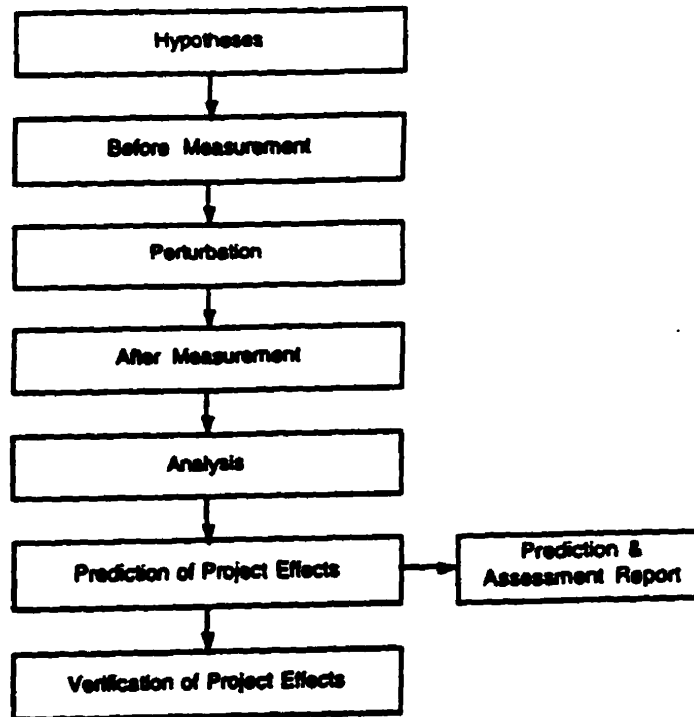 Hypotheses
Before Measurement
Perturbation
After Measurement
Analysis
Prediction of Project Effects
Prediction &
Assessment Report
Verification of Project Effects